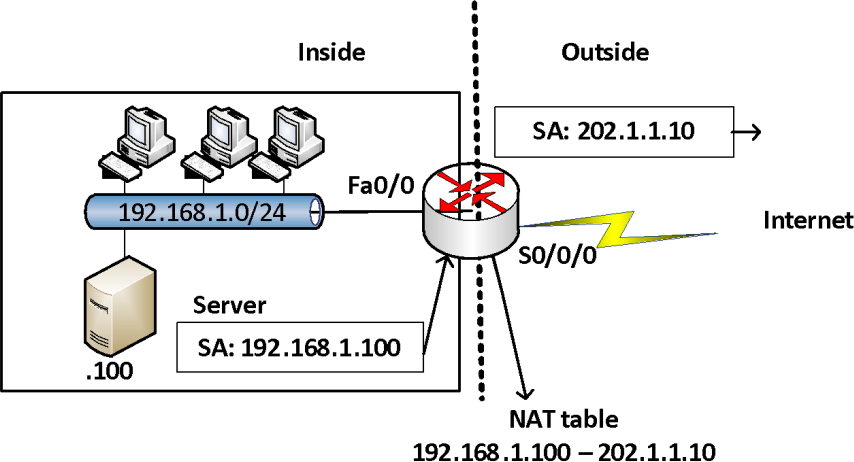 Inside
Outside
SA: 202.1.1.10
Fa0/0
192.168.1.0/24
Internet
S0/0/0
Server
SA: 192.168.1.100
.100
NAT table
192.168.1.100 – 202.1.1.10